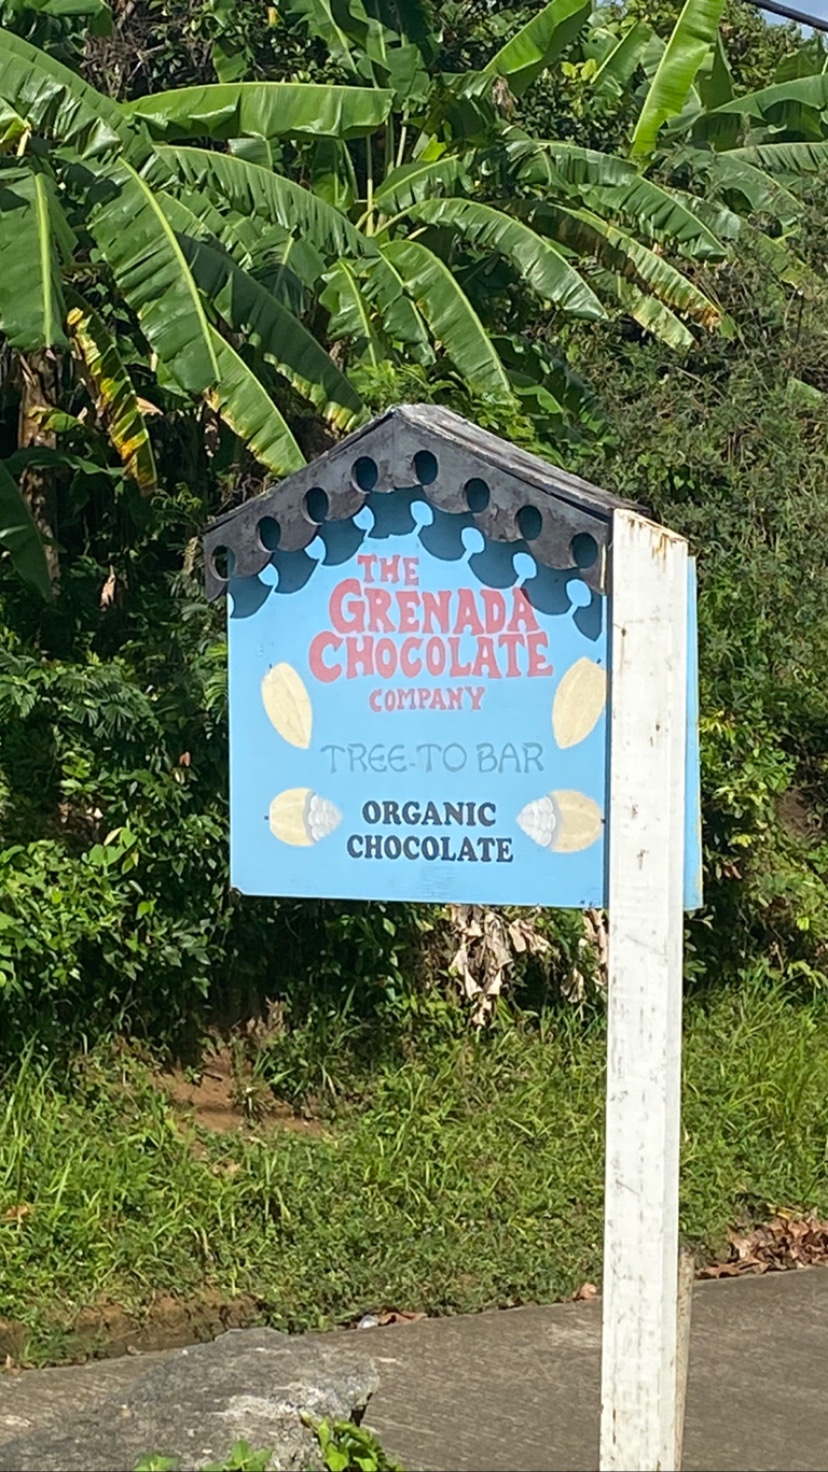 THE
GRENADA
CHOCOLATE
COMPANY
TREE-TO BAR
ORGANIC
CHOCOLATE